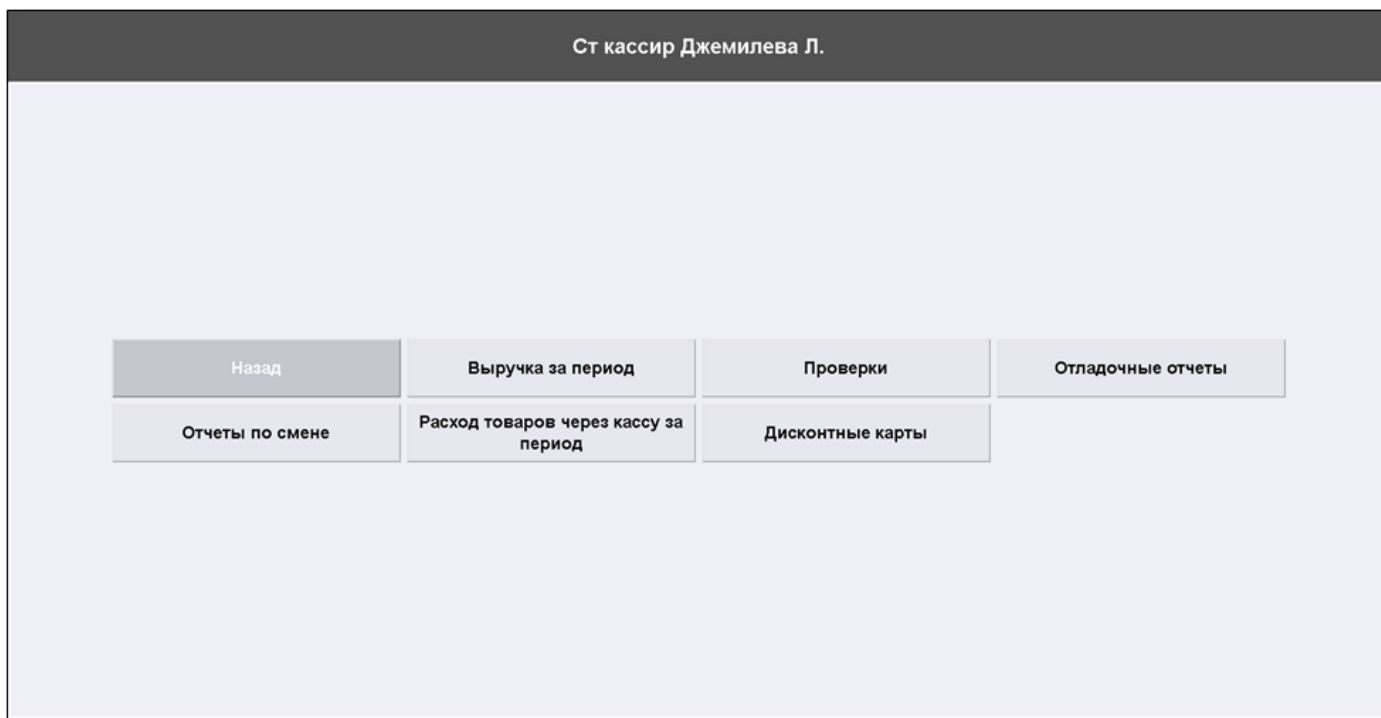 Ст кассир Джемилева Л.
Назад
Выручка за период
Проверки
Отладочные отчеты
Отчеты по смене
Расход товаров через кассу за
период
Дисконтные карты